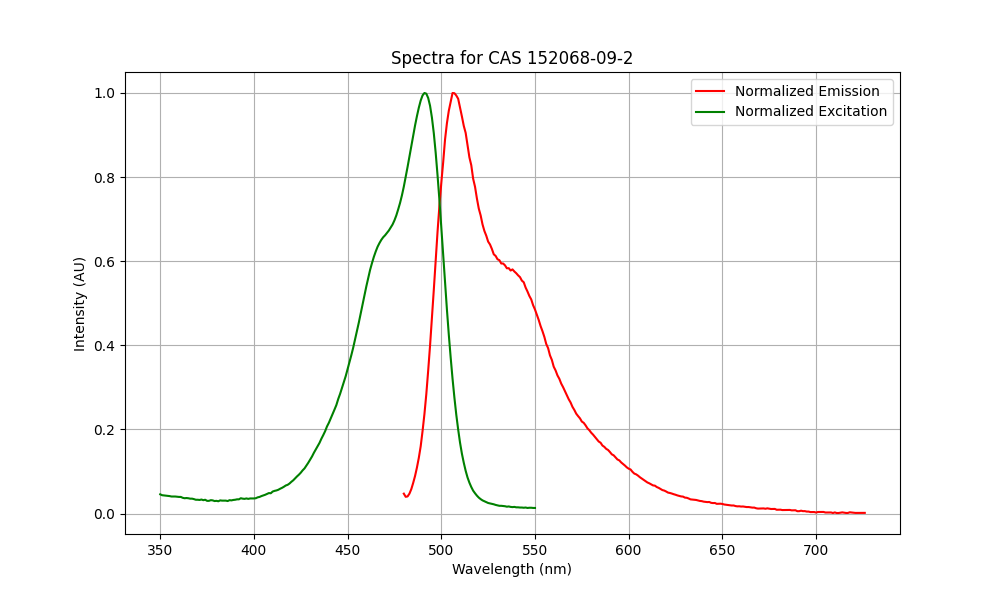 Spectra for CAS 152068-09-2
Normalized Emission
Normalized Excitation
1.0
0.8
0.6
0.4
0.2
0.0
Intensity (AU)
350 400 450 500 550 600 650 700
Wavelength (nm)